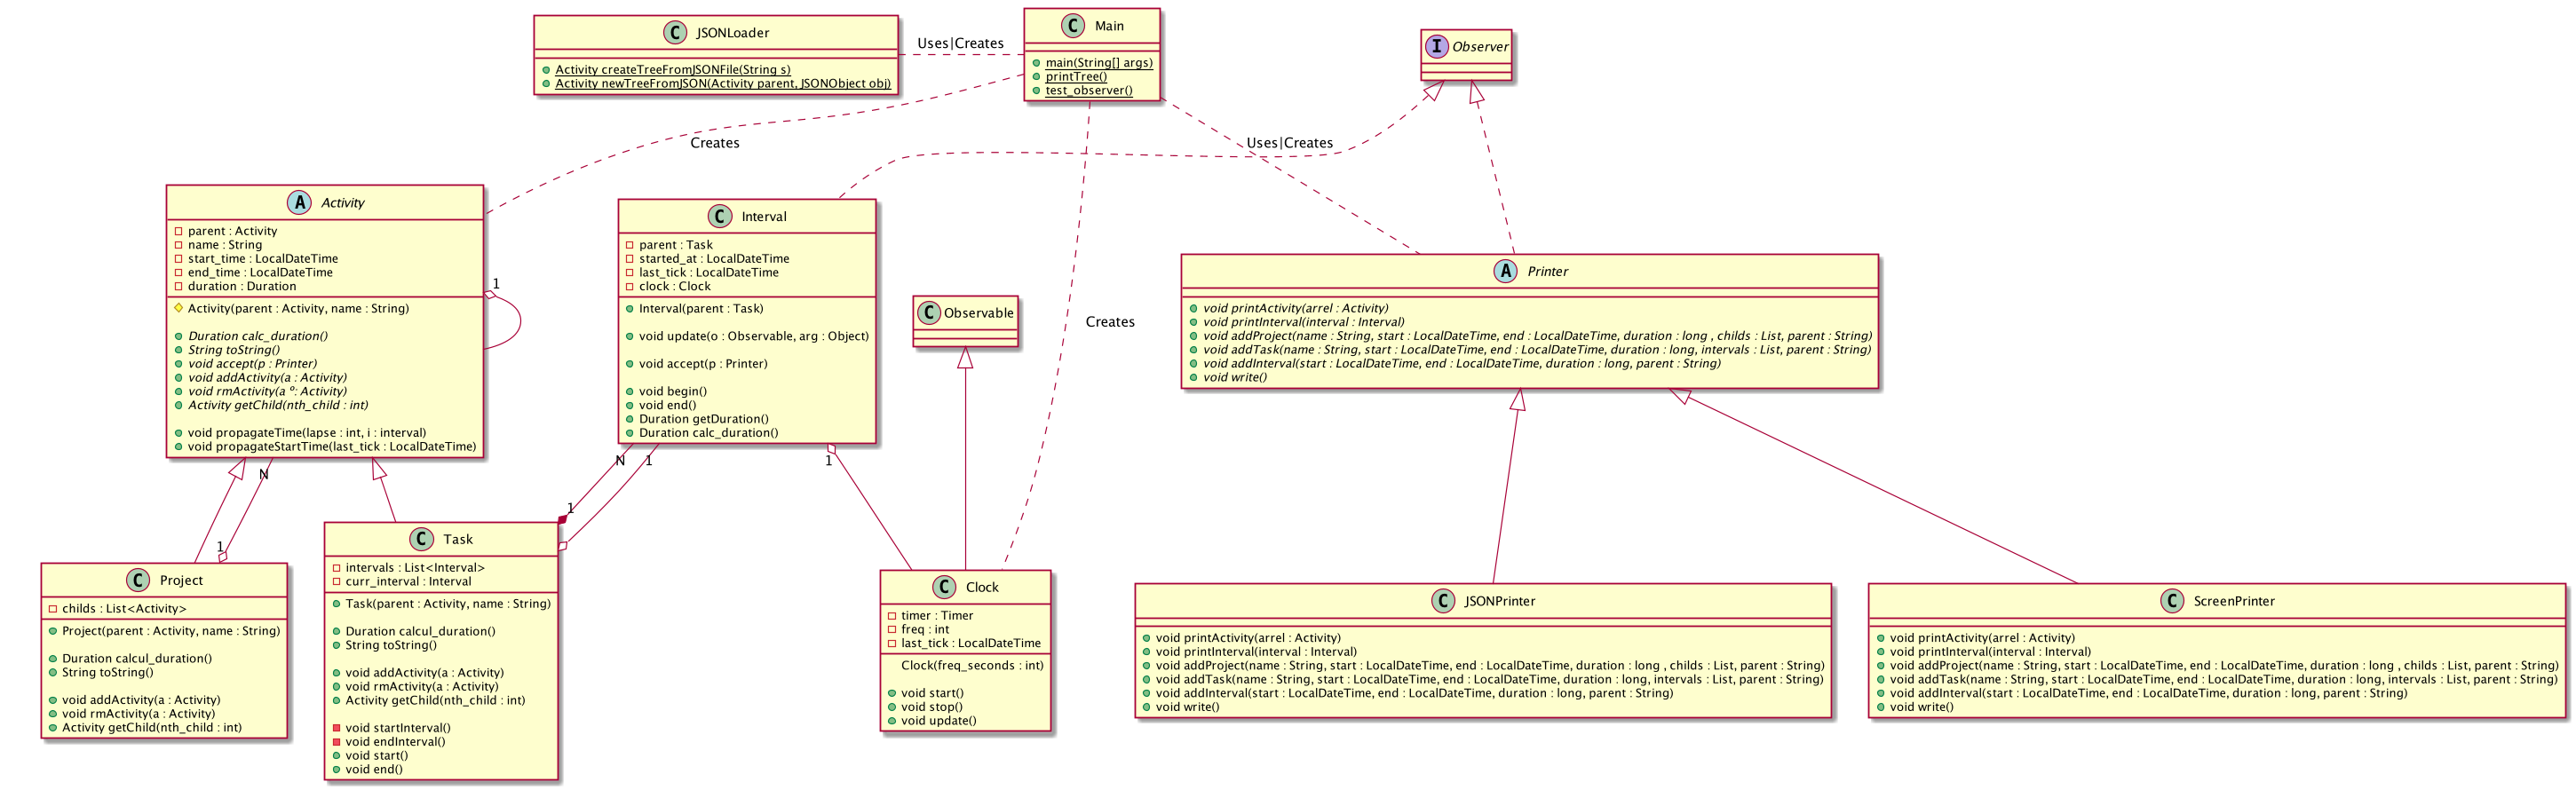 C JSONLoader
Activity createTreeFromJSONFile(String s)
Activity newTreeFromJSON(Activity parent, JSONObject obj)
Uses|Creates
C Main
main(String[] args)
printTree()
test_observer()
I Observer
Creates
Uses|Creates
Creates
A Activity
parent : Activity
name : String
start_time : LocalDateTime
end_time : LocalDateTime
duration : Duration
Activity(parent : Activity, name : String)
Duration calc_duration()
String toString()
void accept(p : Printer)
void addActivity(a : Activity)
void rmActivity(a º: Activity)
Activity getChild(nth_child : int)
void propagateTime(lapse : int, i : interval)
void propagateStartTime(last_tick : LocalDateTime)
1
C Interval
parent : Task
started_at : LocalDateTime
last_tick : LocalDateTime
clock : Clock
Interval(parent : Task)
void update(o : Observable, arg : Object)
void accept(p : Printer)
void begin()
void end()
Duration getDuration()
Duration calc_duration()
C Observable
A Printer
void printActivity(arrel : Activity)
void printInterval(interval : Interval)
void addProject(name : String, start : LocalDateTime, end : LocalDateTime, duration : long , childs : List, parent : String)
void addTask(name : String, start : LocalDateTime, end : LocalDateTime, duration : long, intervals : List, parent : String)
void addInterval(start : LocalDateTime, end : LocalDateTime, duration : long, parent : String)
void write()
N
1
N
1
1
1
C Project
childs : List<Activity>
Project(parent : Activity, name : String)
Duration calcul_duration()
String toString()
void addActivity(a : Activity)
void rmActivity(a : Activity)
Activity getChild(nth_child : int)
C Task
intervals : List<Interval>
curr_interval : Interval
Task(parent : Activity, name : String)
Duration calcul_duration()
String toString()
void addActivity(a : Activity)
void rmActivity(a : Activity)
Activity getChild(nth_child : int)
void startInterval()
void endInterval()
void start()
void end()
C Clock
timer : Timer
freq : int
last_tick : LocalDateTime
Clock(freq_seconds : int)
void start()
void stop()
void update()
C JSONPrinter
void printActivity(arrel : Activity)
void printInterval(interval : Interval)
void addProject(name : String, start : LocalDateTime, end : LocalDateTime, duration : long , childs : List, parent : String)
void addTask(name : String, start : LocalDateTime, end : LocalDateTime, duration : long, intervals : List, parent : String)
void addInterval(start : LocalDateTime, end : LocalDateTime, duration : long, parent : String)
void write()
C ScreenPrinter
void printActivity(arrel : Activity)
void printInterval(interval : Interval)
void addProject(name : String, start : LocalDateTime, end : LocalDateTime, duration : long , childs : List, parent : String)
void addTask(name : String, start : LocalDateTime, end : LocalDateTime, duration : long, intervals : List, parent : String)
void addInterval(start : LocalDateTime, end : LocalDateTime, duration : long, parent : String)
void write()